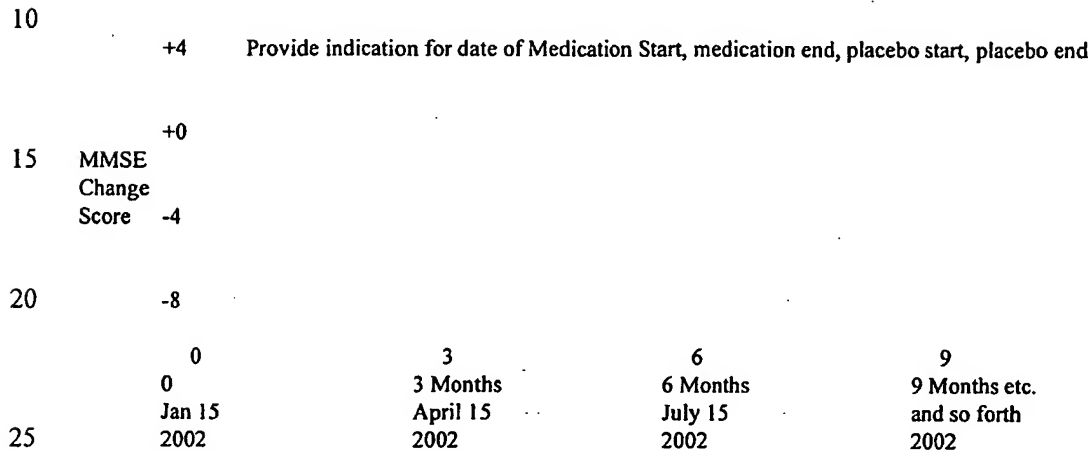 10
+4 Provide indication for date of Medication Start, medication end, placebo start, placebo end
+0
15 MMSE
Change
Score -4
20 -8
0 3 6 9
0 3 Months 6 Months 9 Months etc.
Jan 15 April 15 July 15 and so forth
25 2002 2002 2002 2002